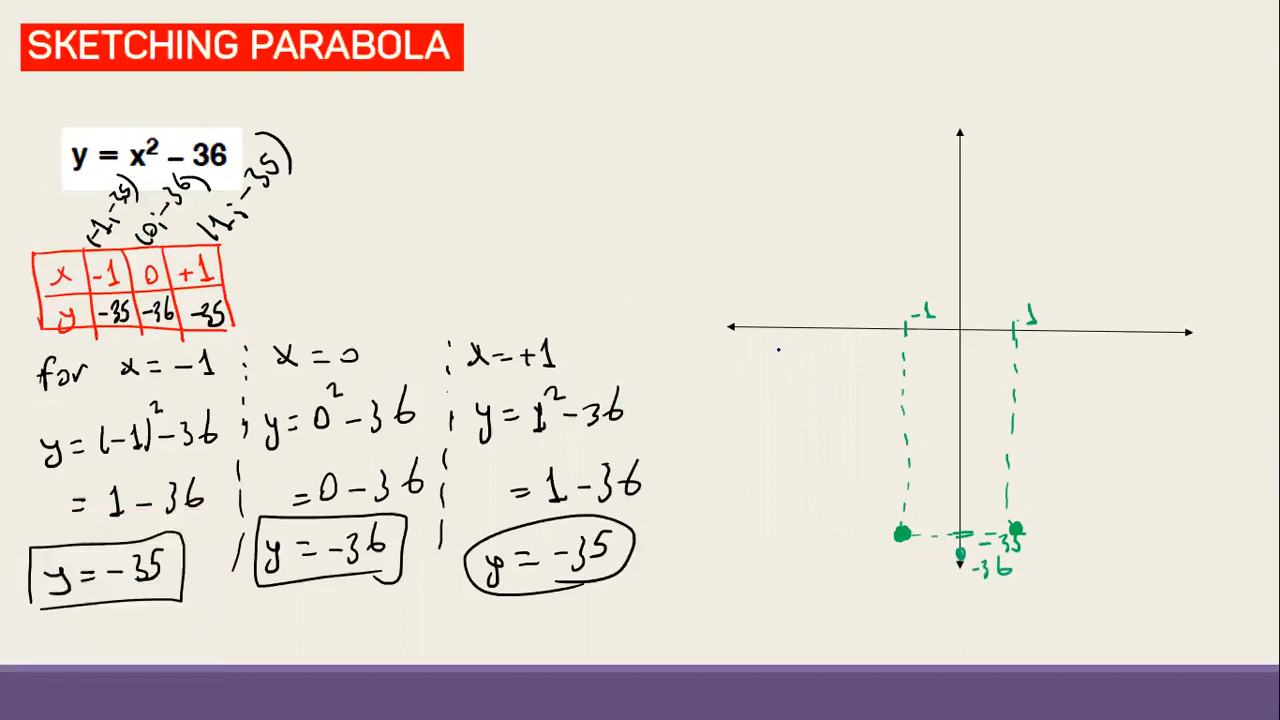 SKETCHING PARABOLA
y = x² – 36
(-1; -35) (0; -36) (1; -35)
x -1 0 +1
y -35 -36 -35
for x = -1
y = (-1)² - 36
= 1 - 36
y = -35
x = 0
y = 0² - 36
= 0 - 36
y = -36
x = +1
y = 1² - 36
= 1 - 36
y = -35
-1 1
-35
-36